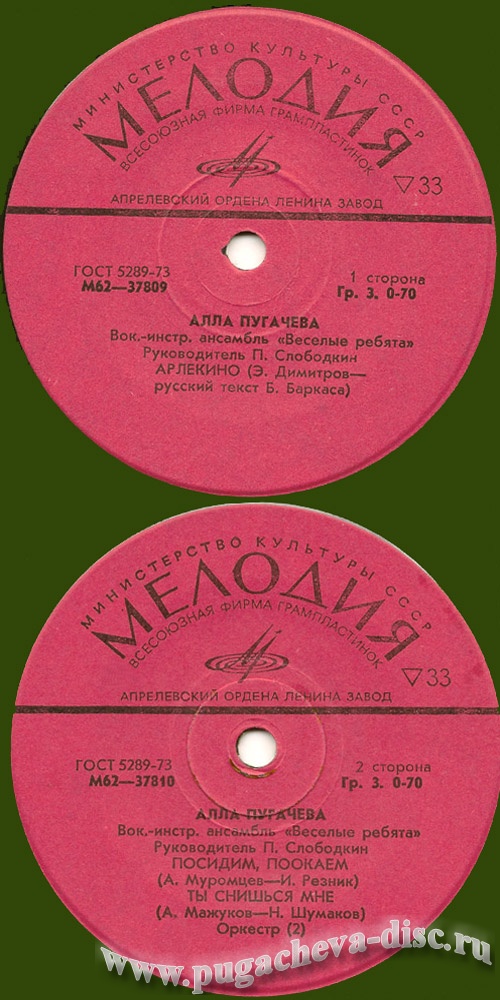 МИНИСТЕРСТВО КУЛЬТУРЫ СССР
МЕЛОДИЯ
ВСЕСОЮЗНАЯ ФИРМА ГРАМПЛАСТИНОК
▽33
АПРЕЛЕВСКИЙ ОРДЕНА ЛЕНИНА ЗАВОД
ГОСТ 5289-73
М62—37809
1 сторона
Гр. 3. 0-70
АЛЛА ПУГАЧЕВА
Вок.-инстр. ансамбль «Веселые ребята»
Руководитель П. Слободкин
АРЛЕКИНО (Э. Димитров—
русский текст Б. Баркаса)
МИНИСТЕРСТВО КУЛЬТУРЫ СССР
МЕЛОДИЯ
ВСЕСОЮЗНАЯ ФИРМА ГРАМПЛАСТИНОК
▽33
АПРЕЛЕВСКИЙ ОРДЕНА ЛЕНИНА ЗАВОД
ГОСТ 5289-73
М62—37810
2 сторона
Гр. 3. 0-70
АЛЛА ПУГАЧЕВА
Вок.-инстр. ансамбль «Веселые ребята»
Руководитель П. Слободкин
ПОСИДИМ, ПООКАЕМ
(А. Муромцев—И. Резник)
ТЫ СНИШЬСЯ МНЕ
(А. Мажуков—Н. Шумаков)
Оркестр (2)
www.pugacheva-disc.ru